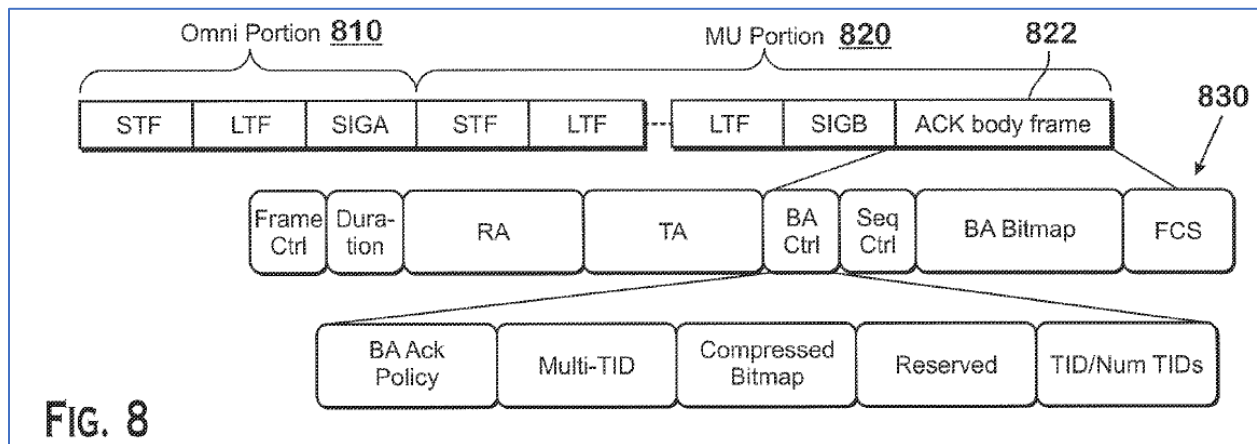 Omni Portion 810 MU Portion 820 822
830
STF LTF SIGA STF LTF LTF SIGB ACK body frame
Frame Ctrl Dura-tion RA TA BA Ctrl Seq Ctrl BA Bitmap FCS
BA Ack Policy Multi-TID Compressed Bitmap Reserved TID/Num TIDs
FIG. 8